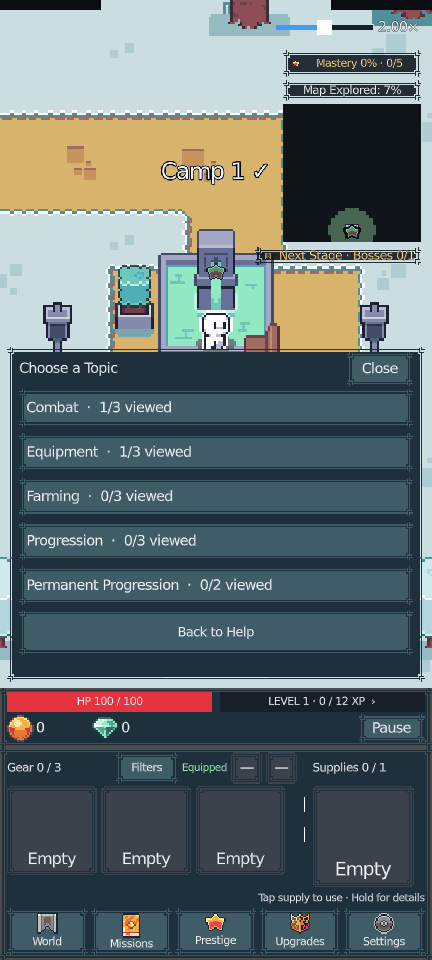 2.00×
Mastery 0% · 0/5
Map Explored: 7%
Camp 1 ✓
Next Stage · Bosses 0/1
Choose a Topic
Close
Combat · 1/3 viewed
Equipment · 1/3 viewed
Farming · 0/3 viewed
Progression · 0/3 viewed
Permanent Progression · 0/2 viewed
Back to Help
HP 100 / 100
LEVEL 1 · 0 / 12 XP ›
0
0
Pause
Gear 0 / 3
Filters
Equipped
—
—
Supplies 0 / 1
Empty
Empty
Empty
Empty
Tap supply to use · Hold for details
World
Missions
Prestige
Upgrades
Settings